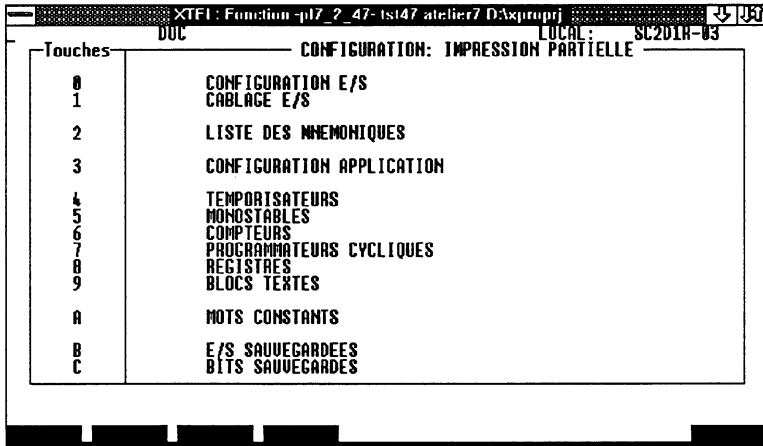 XTEL: Function -pl7_2_47- tst47 atelier7 D:\xproprj
DOC LOCAL: SC2D1R-03
Touches CONFIGURATION: IMPRESSION PARTIELLE
0 CONFIGURATION E/S
1 CABLAGE E/S
2 LISTE DES MNEMONIQUES
3 CONFIGURATION APPLICATION
4 TEMPORISATEURS
5 MONOSTABLES
6 COMPTEURS
7 PROGRAMMATEURS CYCLIQUES
8 REGISTRES
9 BLOCS TEXTES
A MOTS CONSTANTS
B E/S SAUVEGARDEES
C BITS SAUVEGARDES